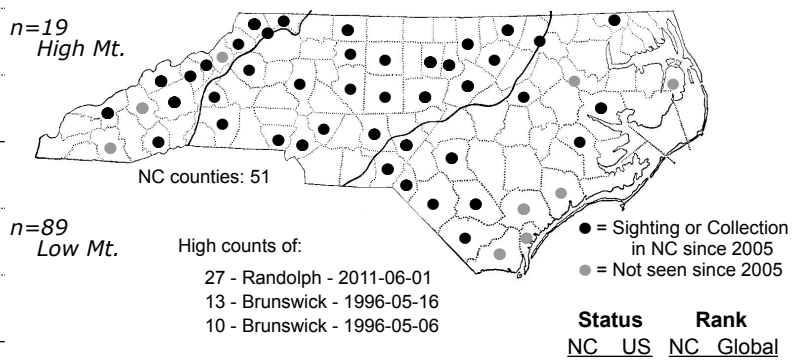 n=19
High Mt.
NC counties: 51
n=89
Low Mt.
High counts of:
27 - Randolph - 2011-06-01
13 - Brunswick - 1996-05-16
10 - Brunswick - 1996-05-06
= Sighting or Collection
in NC since 2005
= Not seen since 2005
Status Rank
NC US NC Global